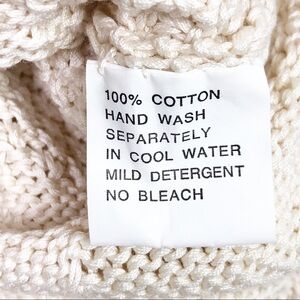 100% COTTON
HAND WASH
SEPARATELY
IN COOL WATER
MILD DETERGENT
NO BLEACH